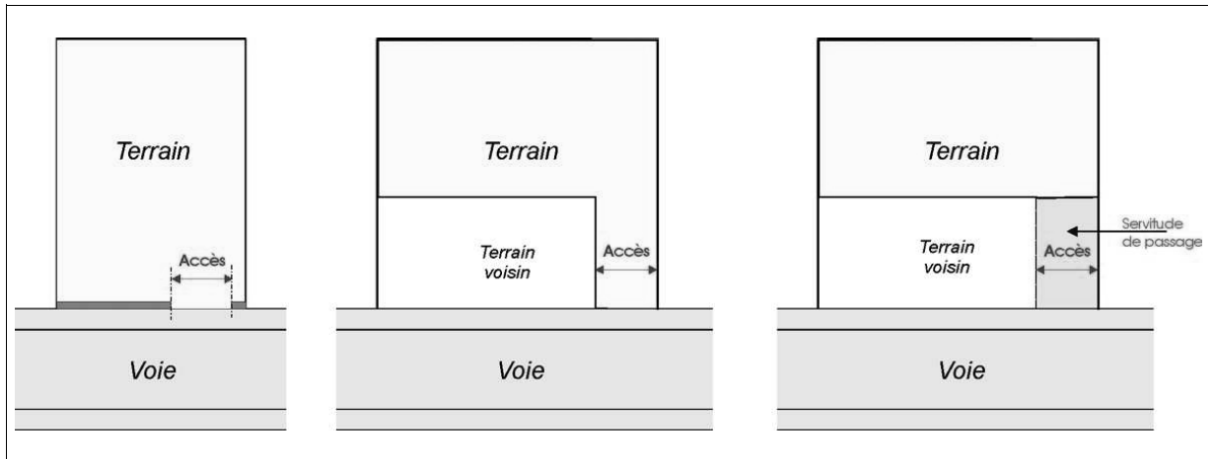 Terrain
Accès
Voie
Terrain
Terrain
voisin
Accès
Voie
Terrain
Terrain
voisin
Accès
Servitude
de passage
Voie